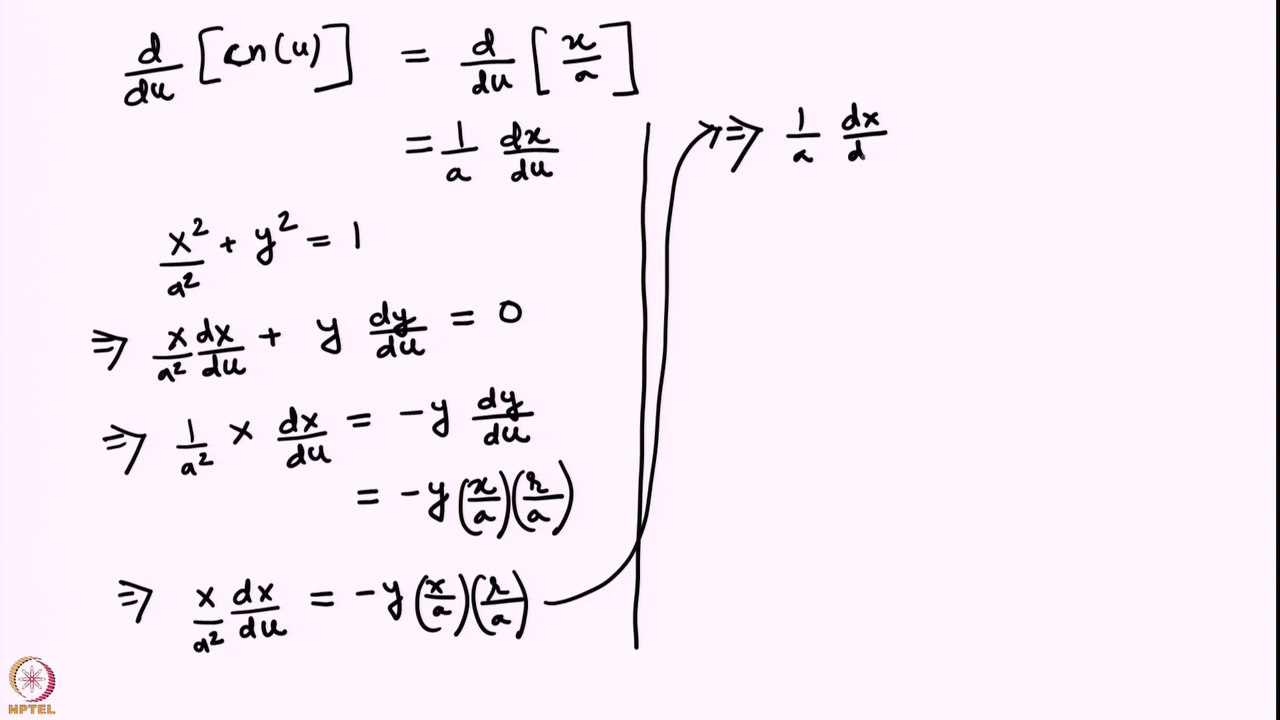 d/du [cn(u)] = d/du [x/a]
= 1/a dx/du
x²/a² + y² = 1
⇒ x/a² dx/du + y dy/du = 0
⇒ 1/a² x dx/du = -y dy/du
= -y (x/a)(r/a)
⇒ x/a² dx/du = -y (x/a)(r/a)
⇒ 1/a dx/d
NPTEL